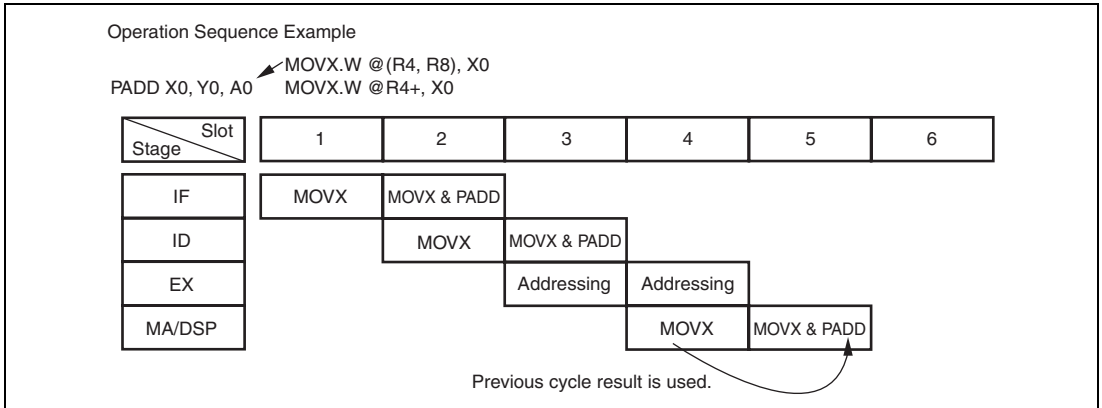 Operation Sequence Example
MOVX.W @(R4, R8), X0
PADD X0, Y0, A0 MOVX.W @R4+, X0
Slot
Stage
1 2 3 4 5 6
IF MOVX MOVX & PADD
ID MOVX MOVX & PADD
EX Addressing Addressing
MA/DSP MOVX MOVX & PADD
Previous cycle result is used.